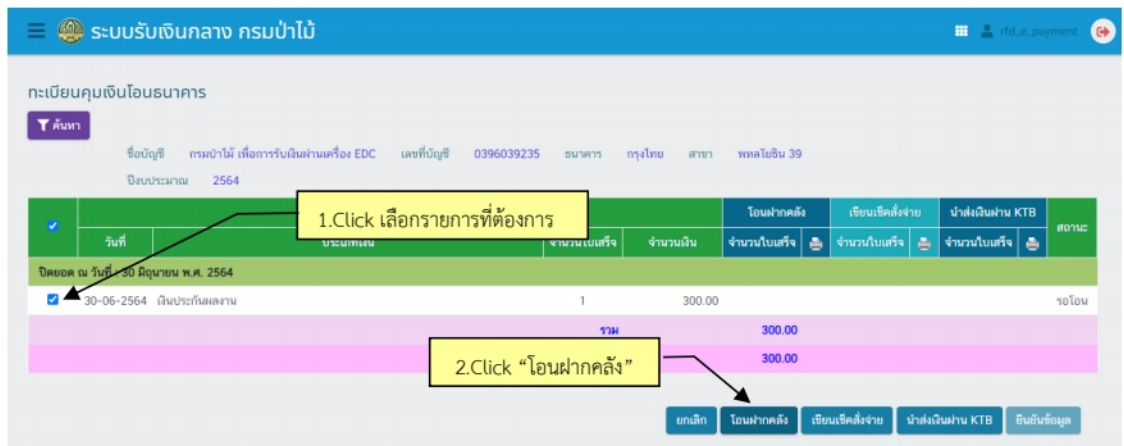 ระบบรับเงินกลาง กรมป่าไม้ rfd_e_payment
ทะเบียนคุมเงินโอนธนาคาร
ค้นหา
ชื่อบัญชี กรมป่าไม้ เพื่อการรับเงินผ่านเครื่อง EDC เลขที่บัญชี 0396039235 ธนาคาร กรุงไทย สาขา พหลโยธิน 39
ปีงบประมาณ 2564
1.Click เลือกรายการที่ต้องการ
โอนฝากคลัง เขียนเช็คสั่งจ่าย นำส่งเงินผ่าน KTB สถานะ
วันที่ ประเภทเงิน จำนวนใบเสร็จ จำนวนเงิน จำนวนใบเสร็จ จำนวนใบเสร็จ จำนวนใบเสร็จ
ปิดยอด ณ วันที่ : 30 มิถุนายน พ.ศ. 2564
30-06-2564 เงินประกันผลงาน 1 300.00 รอโอน
รวม 300.00
300.00
2.Click “โอนฝากคลัง”
ยกเลิก โอนฝากคลัง เขียนเช็คสั่งจ่าย นำส่งเงินผ่าน KTB ยืนยันข้อมูล